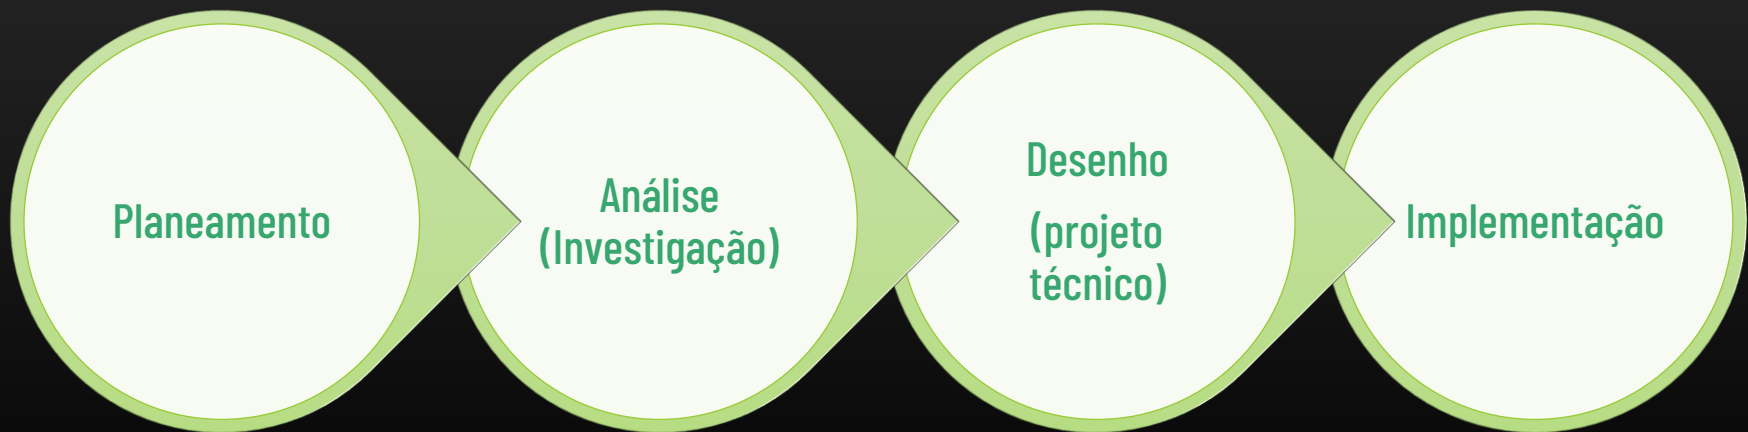 Planeamento
Análise
(Investigação)
Desenho
(projeto
técnico)
Implementação